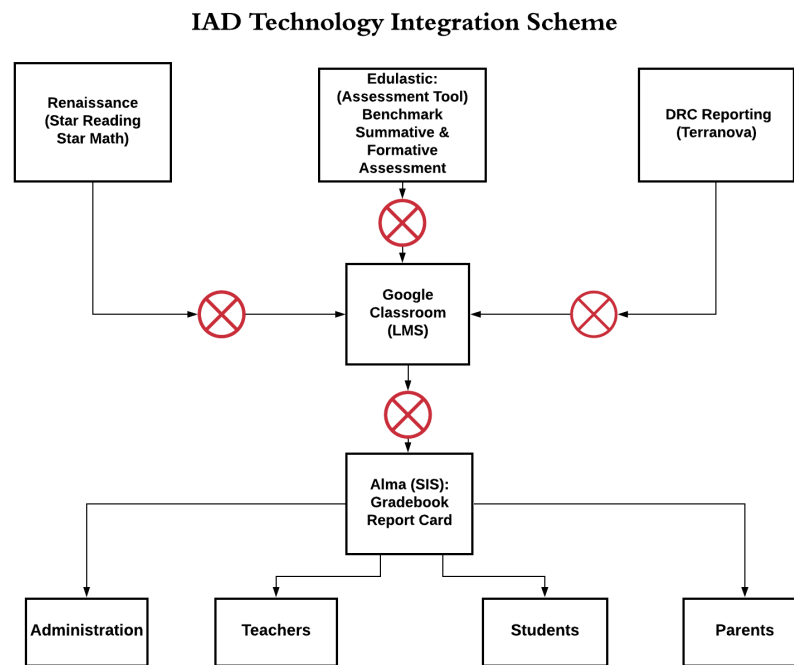 IAD Technology Integration Scheme
Renaissance
(Star Reading
Star Math)
Edulastic:
(Assessment Tool)
Benchmark
Summative &
Formative
Assessment
DRC Reporting
(Terranova)
Google
Classroom
(LMS)
Alma (SIS):
Gradebook
Report Card
Administration
Teachers
Students
Parents